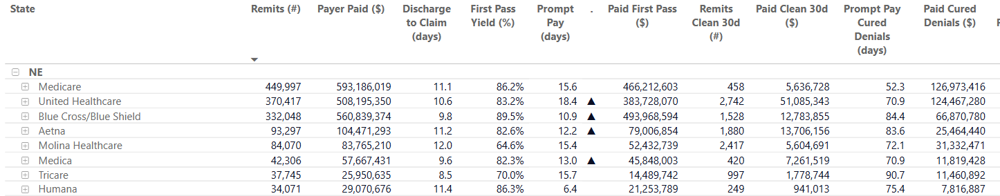 State Remits (#) Payer Paid ($) Discharge to Claim (days) First Pass Yield (%) Prompt Pay (days) . Paid First Pass ($) Remits Clean 30d (#) Paid Clean 30d ($) Prompt Pay Cured Denials (days) Paid Cured Denials ($)
NE
Medicare 449,997 593,186,019 11.1 86.2% 15.6 466,212,603 458 5,636,728 52.3 126,973,416
United Healthcare 370,417 508,195,350 10.6 83.2% 18.4 ▲ 383,728,070 2,742 51,085,343 70.9 124,467,280
Blue Cross/Blue Shield 332,048 560,839,374 9.8 89.5% 10.9 ▲ 493,968,594 1,528 12,783,855 84.4 66,870,780
Aetna 93,297 104,471,293 11.2 82.6% 12.2 ▲ 79,006,854 1,880 13,706,156 83.6 25,464,440
Molina Healthcare 84,070 83,765,210 12.0 64.6% 15.4 52,432,739 2,417 5,604,691 72.1 31,332,471
Medica 42,306 57,667,431 9.6 82.3% 13.0 ▲ 45,848,003 420 7,261,519 70.9 11,819,428
Tricare 37,745 25,950,635 8.5 70.0% 15.7 14,489,742 997 1,778,744 90.7 11,460,892
Humana 34,071 29,070,676 11.4 86.3% 6.4 21,253,789 249 941,013 75.4 7,816,887